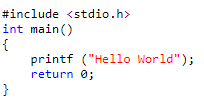 #include <stdio.h>
int main()
{
    printf ("Hello World");
    return 0;
}